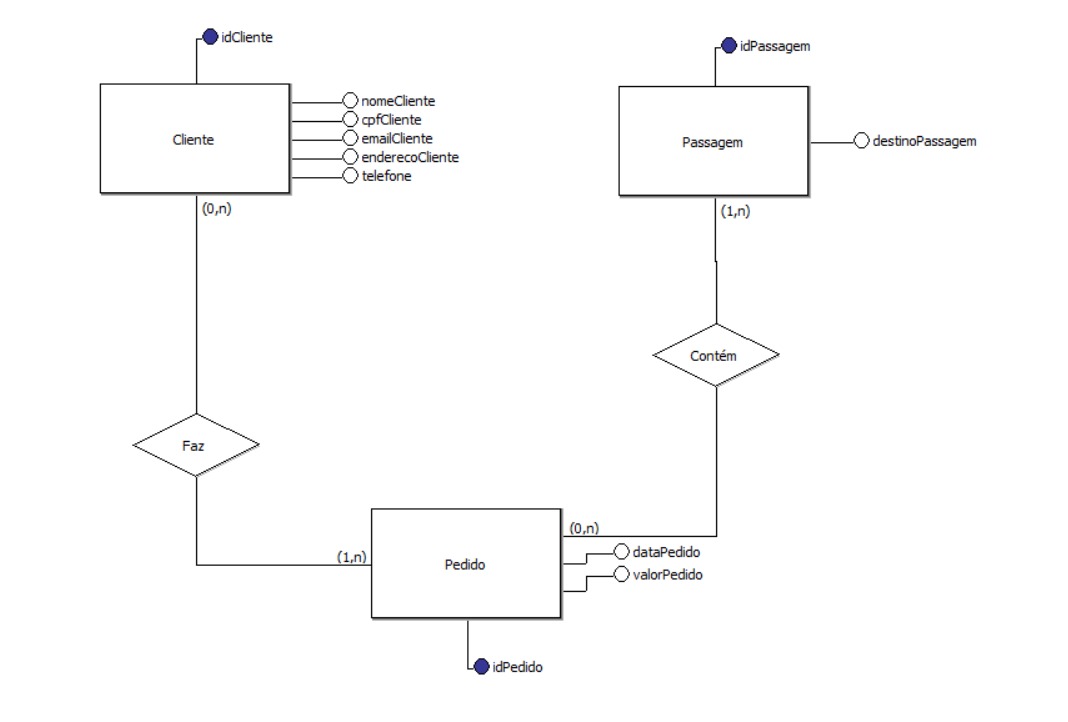 idCliente
idPassagem
nomeCliente
cpfCliente
emailCliente
enderecoCliente
telefone
Cliente
Passagem
destinoPassagem
(0,n)
(1,n)
Contém
Faz
(0,n)
(1,n)
dataPedido
valorPedido
Pedido
idPedido